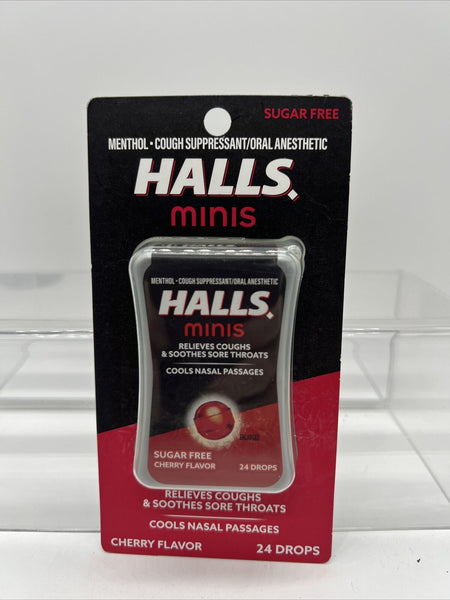 SUGAR FREE
MENTHOL • COUGH SUPPRESSANT/ORAL ANESTHETIC
HALLS.
minis
MENTHOL • COUGH SUPPRESSANT/ORAL ANESTHETIC
HALLS.
minis
RELIEVES COUGHS
& SOOTHES SORE THROATS
COOLS NASAL PASSAGES
ENLARGED
SUGAR FREE
CHERRY FLAVOR 24 DROPS
RELIEVES COUGHS
& SOOTHES SORE THROATS
COOLS NASAL PASSAGES
CHERRY FLAVOR 24 DROPS